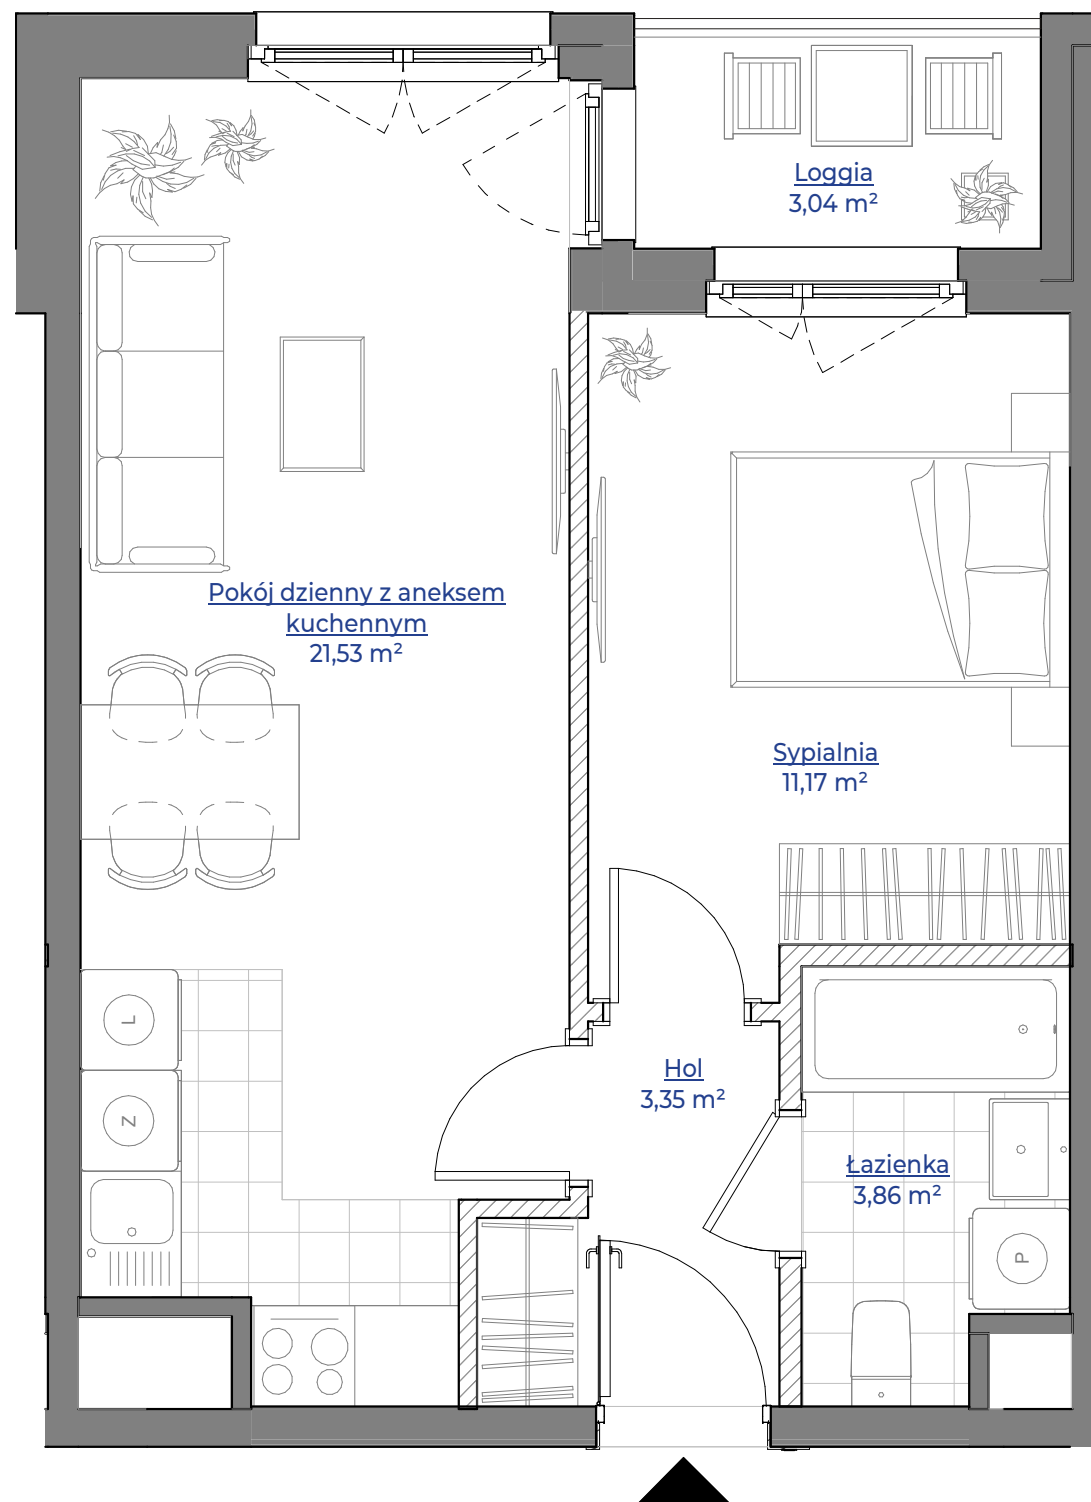 Loggia
3,04 m²
Pokój dzienny z aneksem
kuchennym
21,53 m²
Sypialnia
11,17 m²
L
Hol
3,35 m²
Z
Łazienka
3,86 m²
P